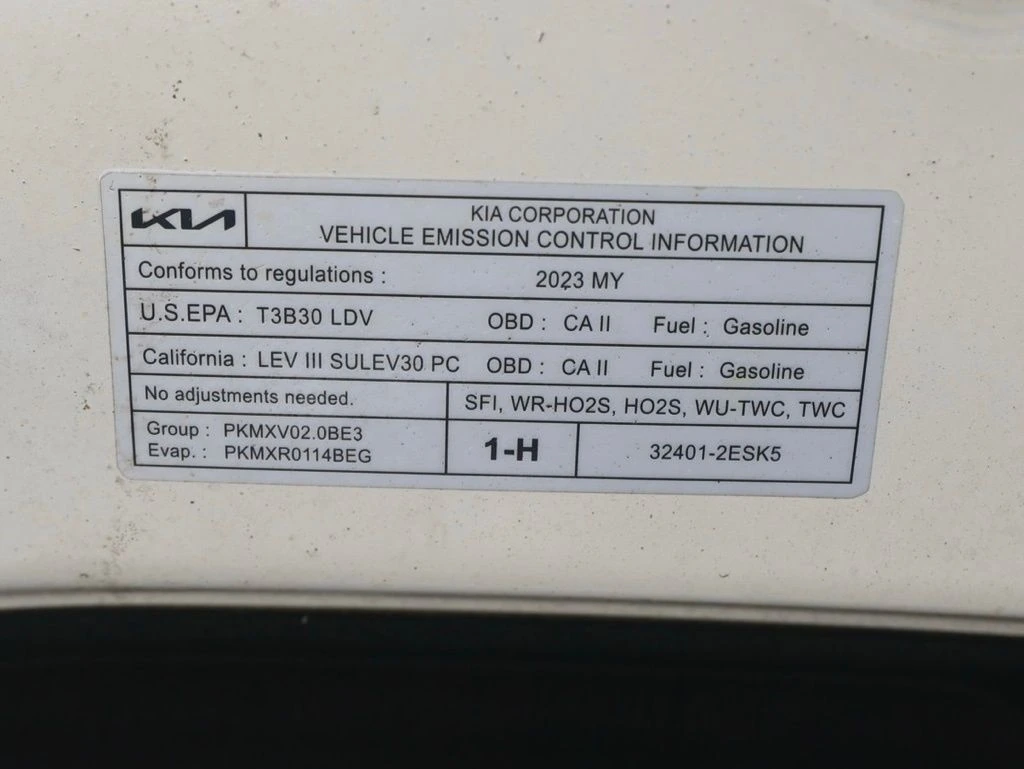 KIA
KIA CORPORATION
VEHICLE EMISSION CONTROL INFORMATION
Conforms to regulations : 2023 MY
U.S.EPA : T3B30 LDV OBD : CA II Fuel : Gasoline
California : LEV III SULEV30 PC OBD : CA II Fuel : Gasoline
No adjustments needed. SFI, WR-HO2S, HO2S, WU-TWC, TWC
Group : PKMXV02.0BE3
Evap. : PKMXR0114BEG
1-H
32401-2ESK5